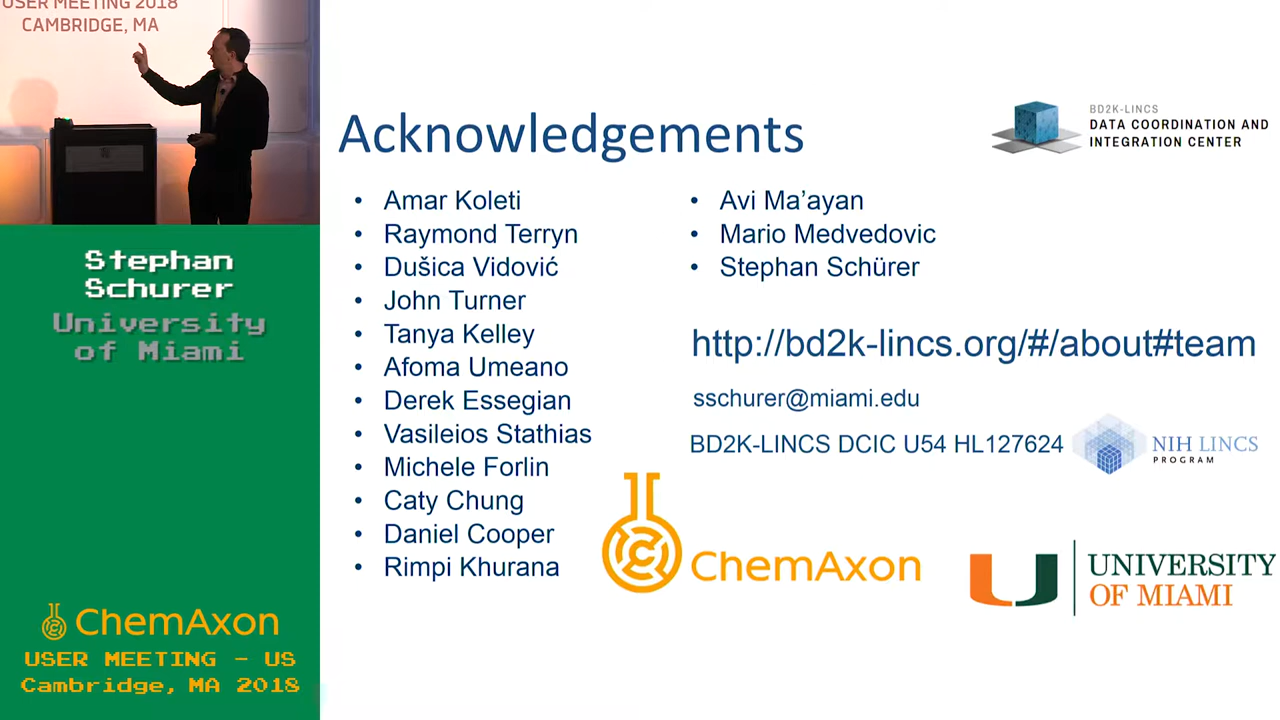 USER MEETING 2018
CAMBRIDGE, MA
Stephan
Schurer
University
of Miami
ChemAxon
USER MEETING - US
Cambridge, MA 2018
Acknowledgements
• Amar Koleti
• Raymond Terryn
• Dušica Vidović
• John Turner
• Tanya Kelley
• Afoma Umeano
• Derek Essegian
• Vasileios Stathias
• Michele Forlin
• Caty Chung
• Daniel Cooper
• Rimpi Khurana
• Avi Ma’ayan
• Mario Medvedovic
• Stephan Schürer
http://bd2k-lincs.org/#/about#team
sschurer@miami.edu
BD2K-LINCS DCIC U54 HL127624
NIH LINCS
PROGRAM
ChemAxon
UNIVERSITY
OF MIAMI
BD2K-LINCS
DATA COORDINATION AND
INTEGRATION CENTER